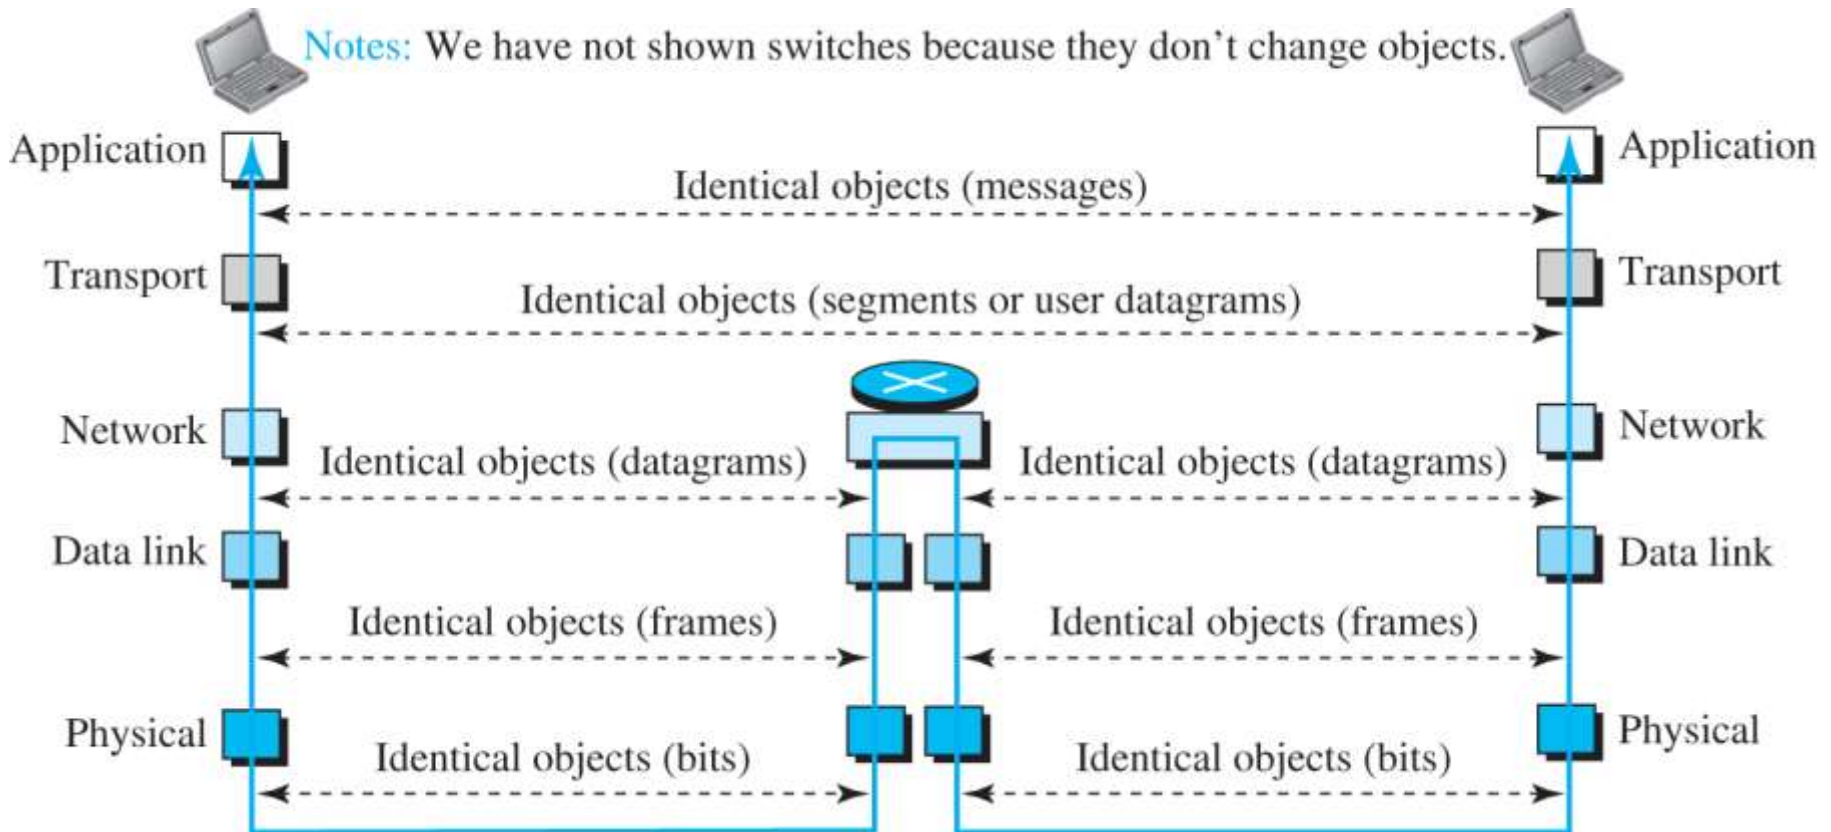 Notes: We have not shown switches because they don't change objects.
Application
Application
Identical objects (messages)
Transport
Transport
Identical objects (segments or user datagrams)
Network
Network
Identical objects (datagrams)
Identical objects (datagrams)
Data link
Data link
Identical objects (frames)
Identical objects (frames)
Physical
Physical
Identical objects (bits)
Identical objects (bits)